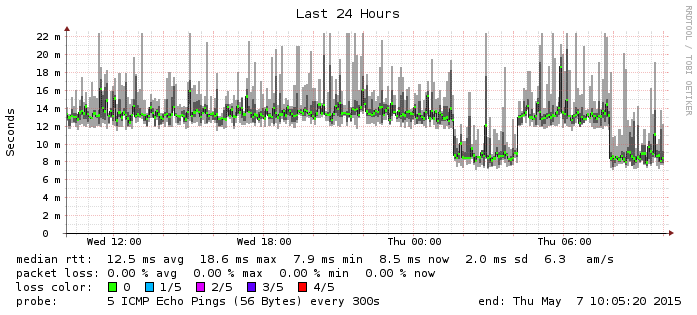 Last 24 Hours
RRDTOOL / TOBI OETIKER
Seconds
22 m
20 m
18 m
16 m
14 m
12 m
10 m
8 m
6 m
4 m
2 m
0
Wed 12:00 Wed 18:00 Thu 00:00 Thu 06:00
median rtt: 12.5 ms avg 18.6 ms max 7.9 ms min 8.5 ms now 2.0 ms sd 6.3 am/s
packet loss: 0.00 % avg 0.00 % max 0.00 % min 0.00 % now
loss color: 0 1/5 2/5 3/5 4/5
probe: 5 ICMP Echo Pings (56 Bytes) every 300s end: Thu May 7 10:05:20 2015